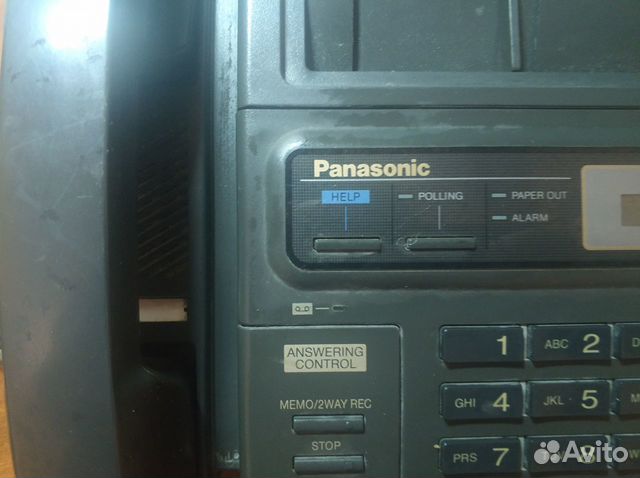 Panasonic
HELP
POLLING
PAPER OUT
ALARM
ANSWERING
CONTROL
1
ABC 2
D
MEMO/2WAY REC
GHI 4
JKL 5
M
STOP
PRS 7
8
W
Avito